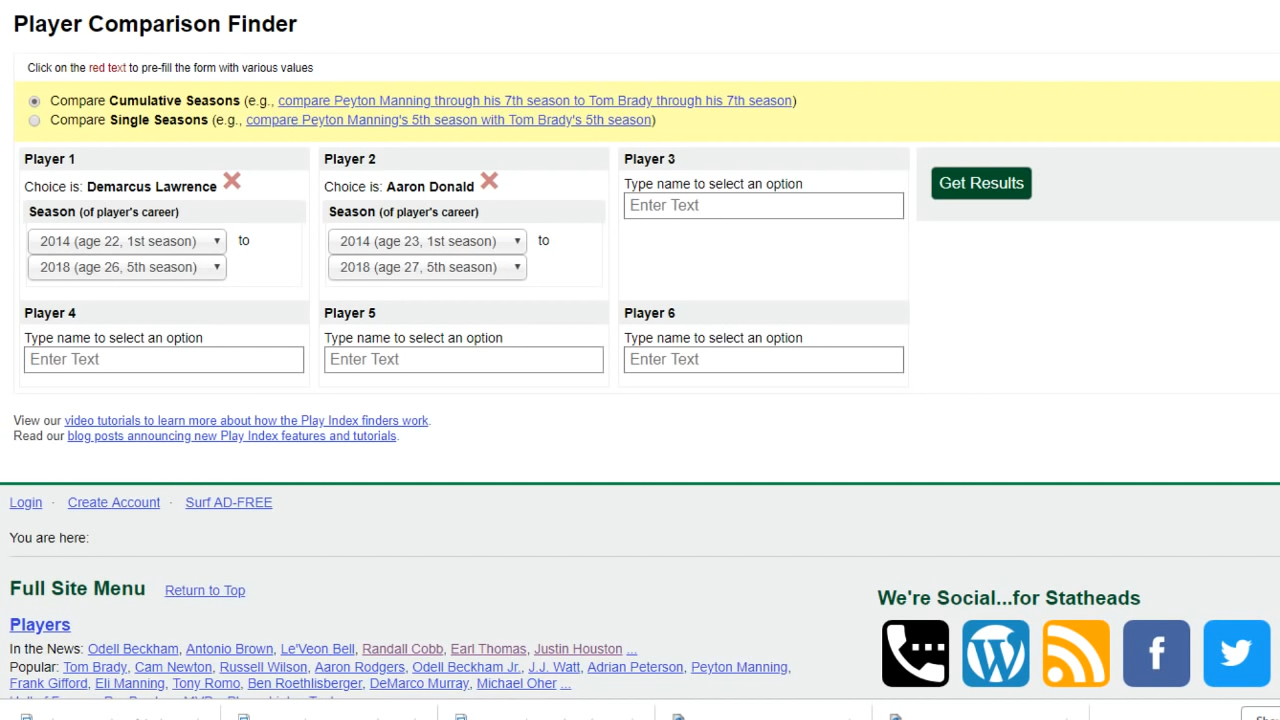 Player Comparison Finder
Click on the red text to pre-fill the form with various values
Compare Cumulative Seasons (e.g., compare Peyton Manning through his 7th season to Tom Brady through his 7th season)
Compare Single Seasons (e.g., compare Peyton Manning's 5th season with Tom Brady's 5th season)
Player 1
Choice is: Demarcus Lawrence
Season (of player's career)
2014 (age 22, 1st season) to
2018 (age 26, 5th season)
Player 2
Choice is: Aaron Donald
Season (of player's career)
2014 (age 23, 1st season) to
2018 (age 27, 5th season)
Player 3
Type name to select an option
Enter Text
Get Results
Player 4
Type name to select an option
Enter Text
Player 5
Type name to select an option
Enter Text
Player 6
Type name to select an option
Enter Text
View our video tutorials to learn more about how the Play Index finders work.
Read our blog posts announcing new Play Index features and tutorials.
Login · Create Account · Surf AD-FREE
You are here:
Full Site Menu Return to Top
Players
In the News: Odell Beckham, Antonio Brown, Le'Veon Bell, Randall Cobb, Earl Thomas, Justin Houston ...
Popular: Tom Brady, Cam Newton, Russell Wilson, Aaron Rodgers, Odell Beckham Jr., J.J. Watt, Adrian Peterson, Peyton Manning,
Frank Gifford, Eli Manning, Tony Romo, Ben Roethlisberger, DeMarco Murray, Michael Oher ...
We're Social...for Statheads